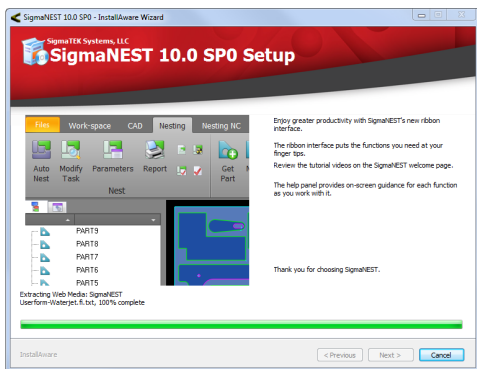 SigmaNEST 10.0 SP0 - InstallAware Wizard
SigmaTEK Systems, LLC
SigmaNEST 10.0 SP0 Setup
Files Work-space CAD Nesting Nesting NC
Auto Nest Modify Task Parameters Report Get Part
Nest
PART9
PART8
PART7
PART6
PART5
Enjoy greater productivity with SigmaNEST's new ribbon
interface.
The ribbon interface puts the functions you need at your
finger tips.
Review the tutorial videos on the SigmaNEST welcome page.
The help panel provides on-screen guidance for each function
as you work with it.
Thank you for choosing SigmaNEST.
Extracting Web Media: SigmaNEST
Userform-Waterjet.fi.txt, 100% complete
InstallAware
< Previous Next > Cancel